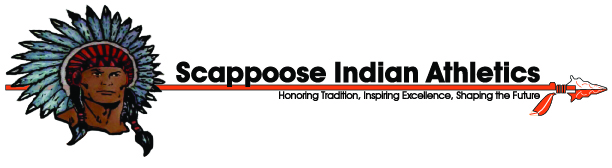 Scappoose Indian Athletics
Honoring Tradition, Inspiring Excellence, Shaping the Future